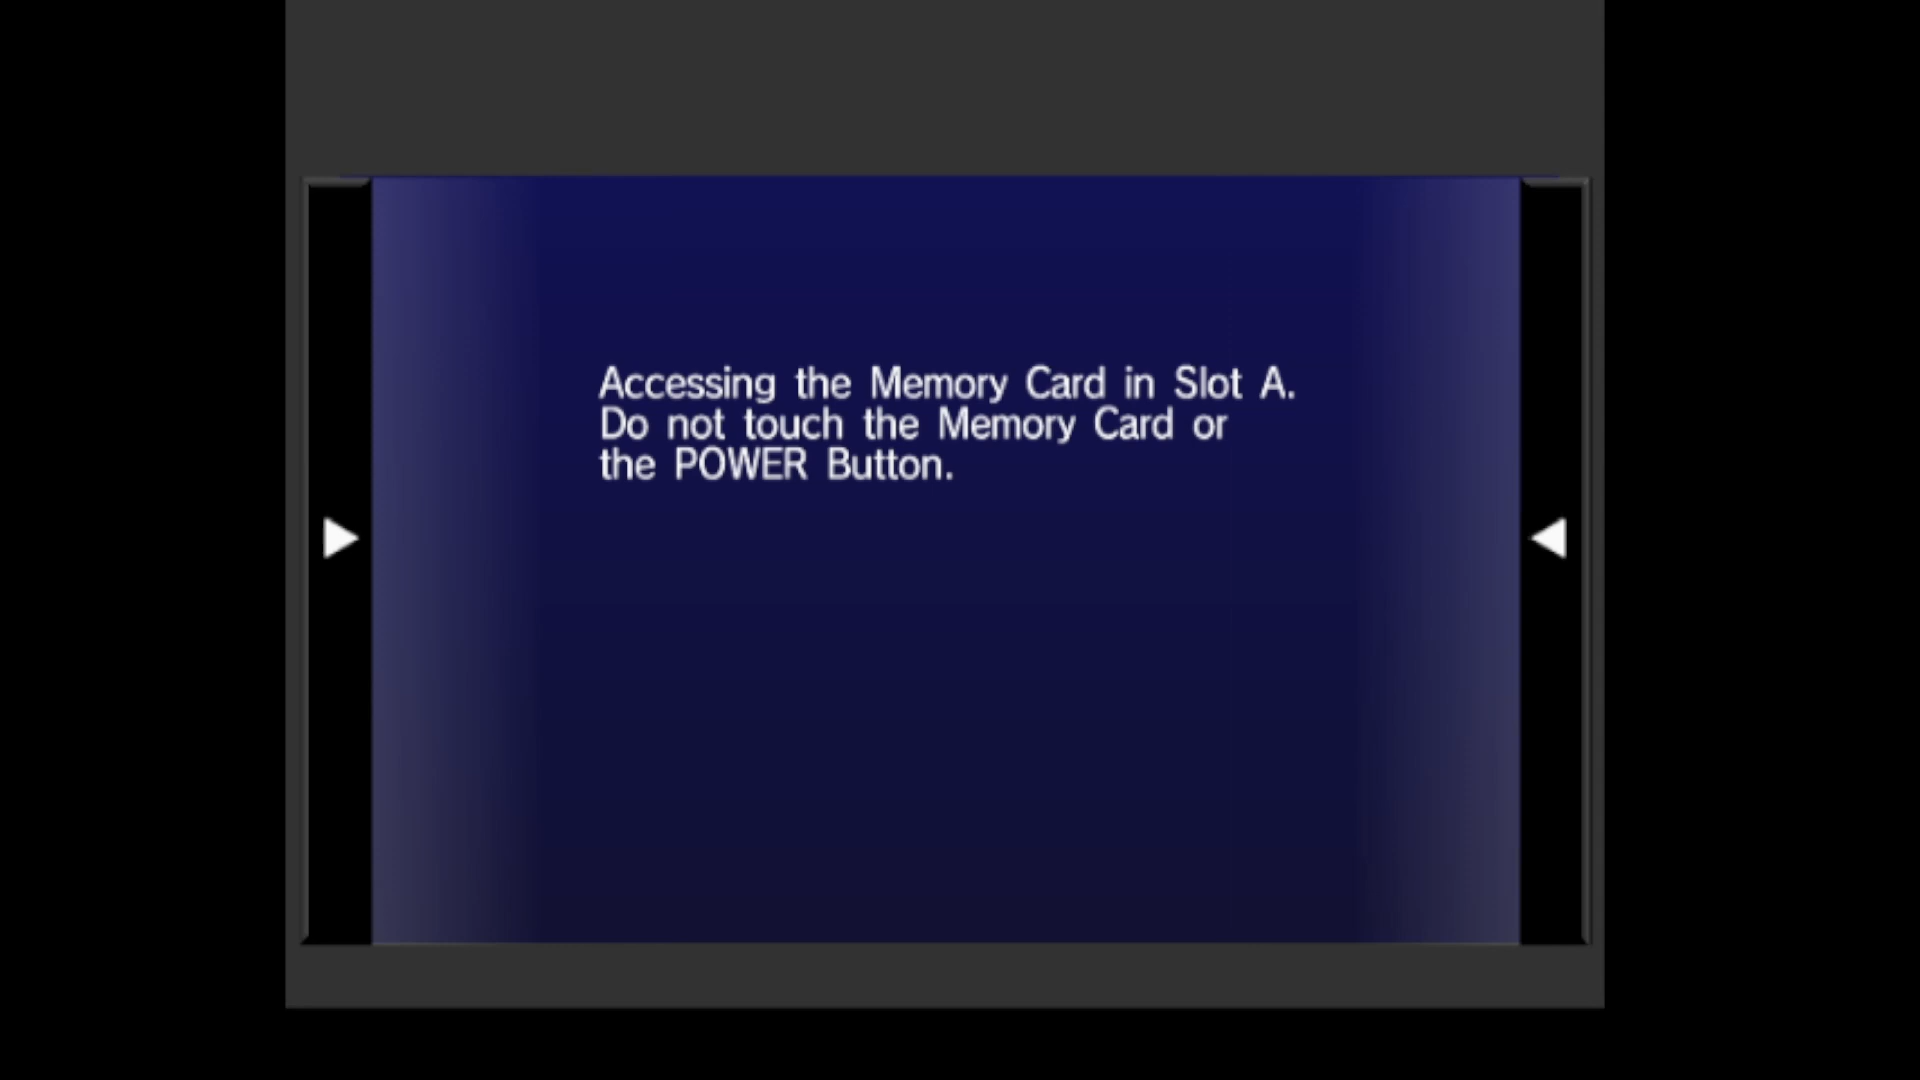 Accessing the Memory Card in Slot A.
Do not touch the Memory Card or
the POWER Button.